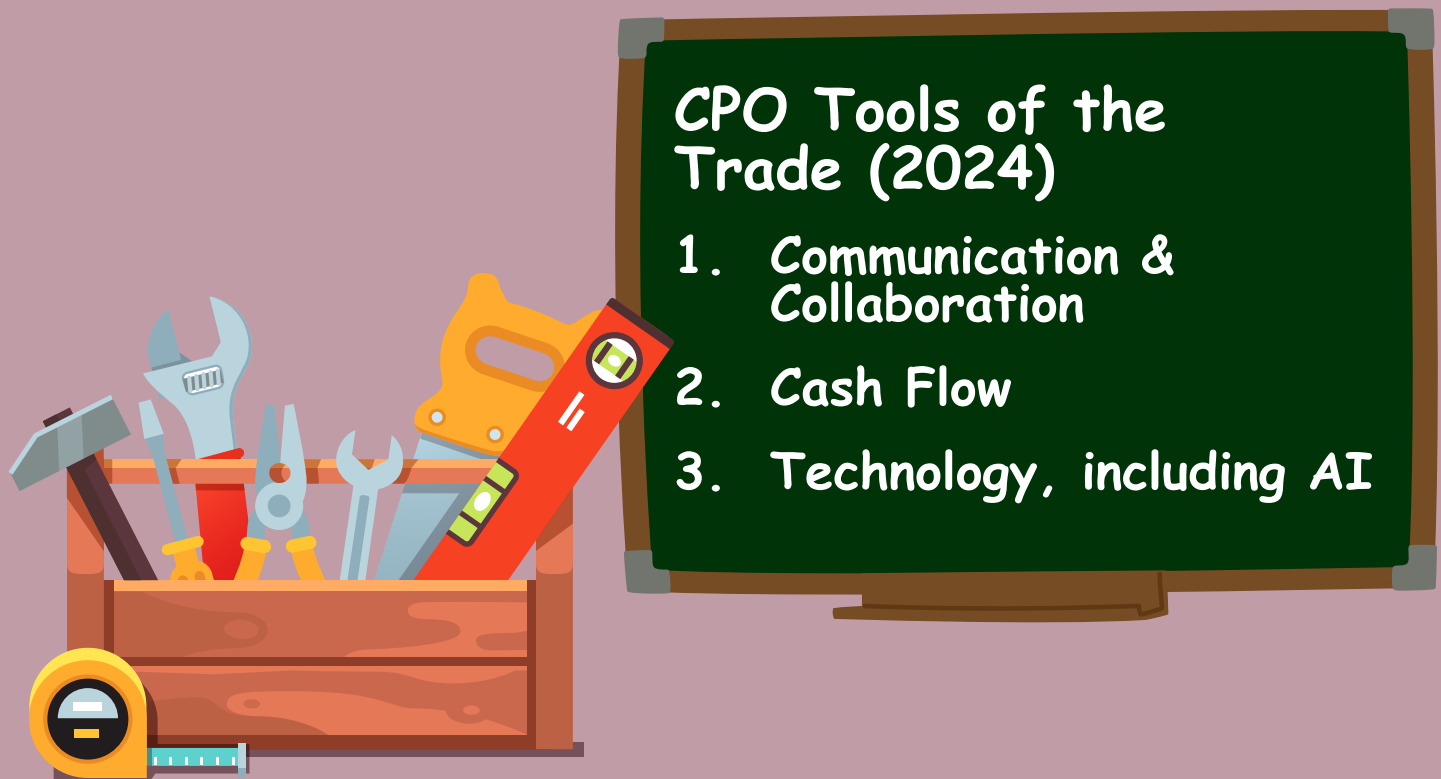 CPO Tools of the
Trade (2024)
1. Communication &
Collaboration
2. Cash Flow
3. Technology, including AI